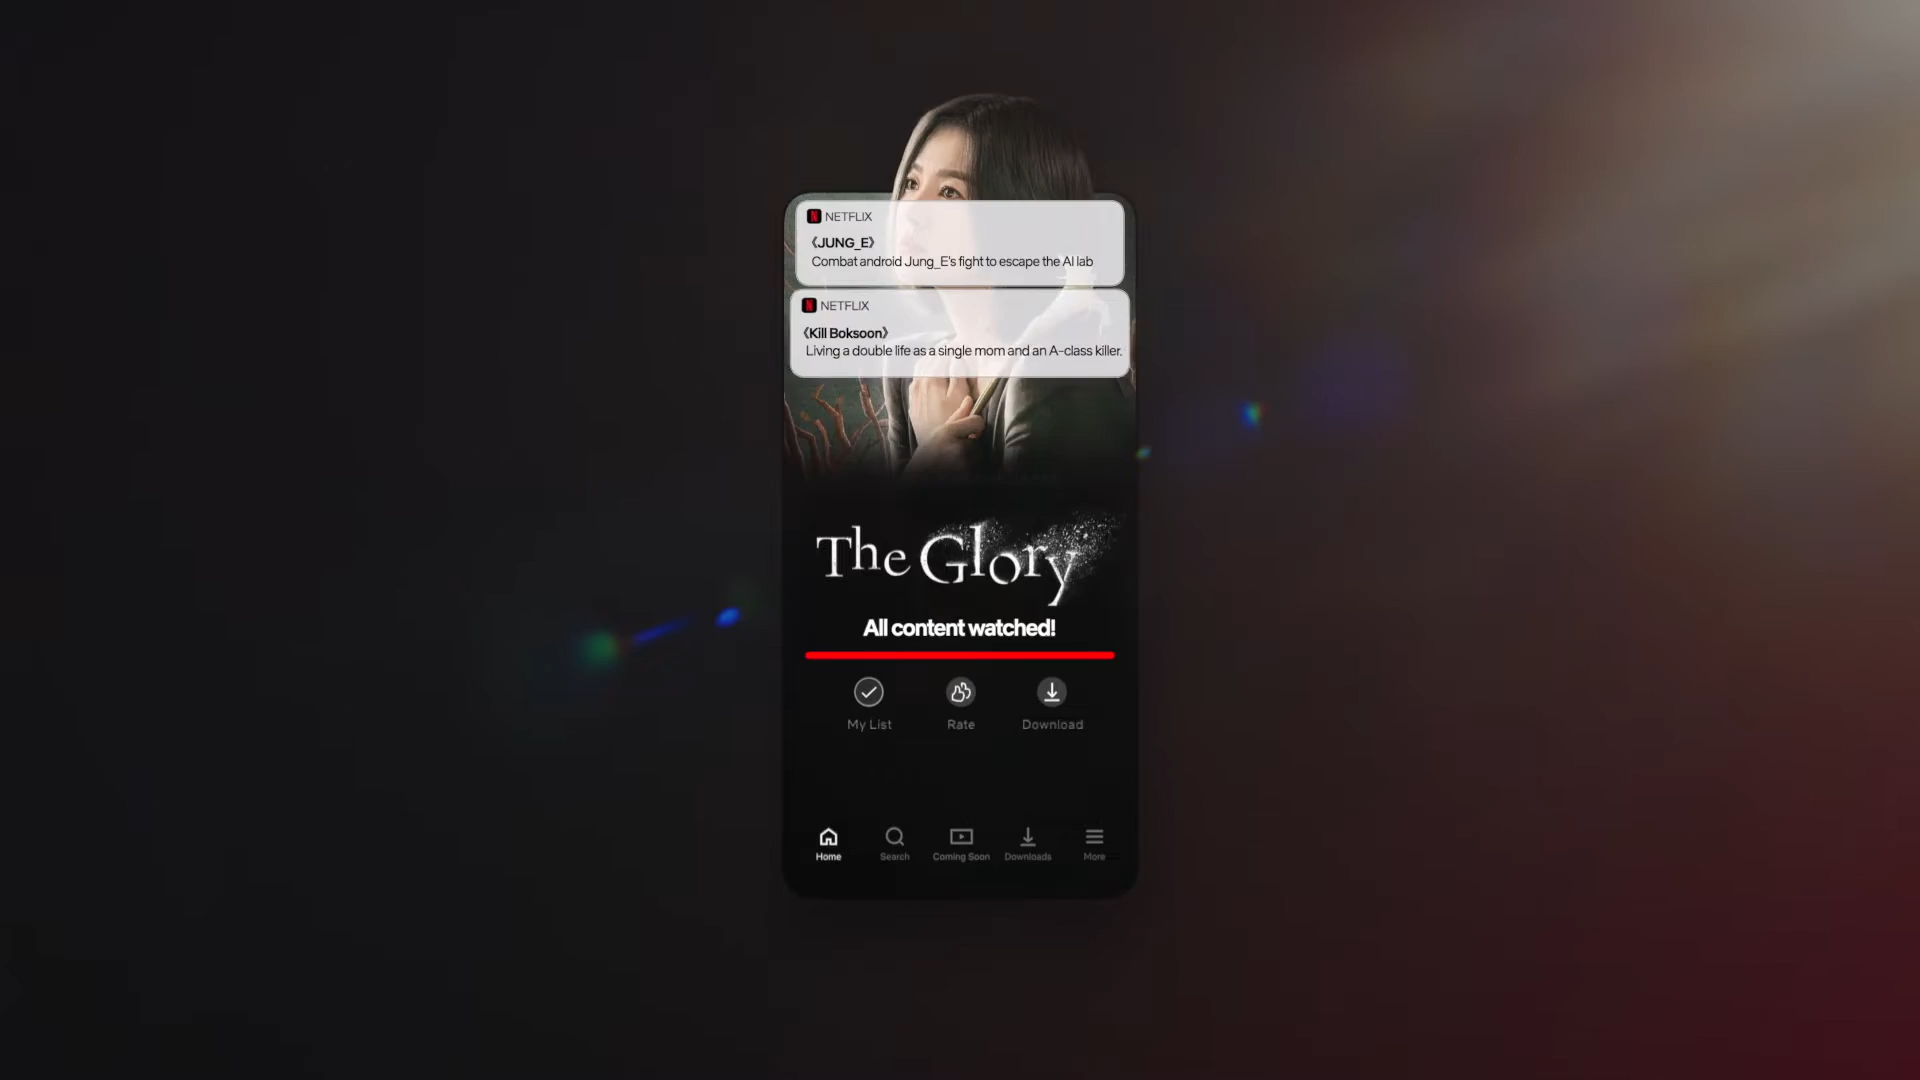 NETFLIX
《JUNG_E》
Combat android Jung_E's fight to escape the AI lab
NETFLIX
《Kill Boksoon》
Living a double life as a single mom and an A-class killer.
The Glory
All content watched!
My List Rate Download
Home Search Coming Soon Downloads More